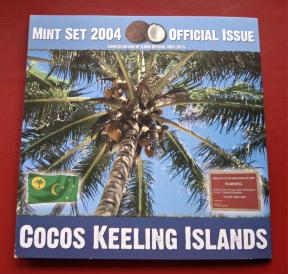 MINT SET 2004 OFFICIAL ISSUE
LIMITED EDITION OF 5,000 OFFICIAL MINT SETS
WARNING
COCOS KEELING ISLANDS